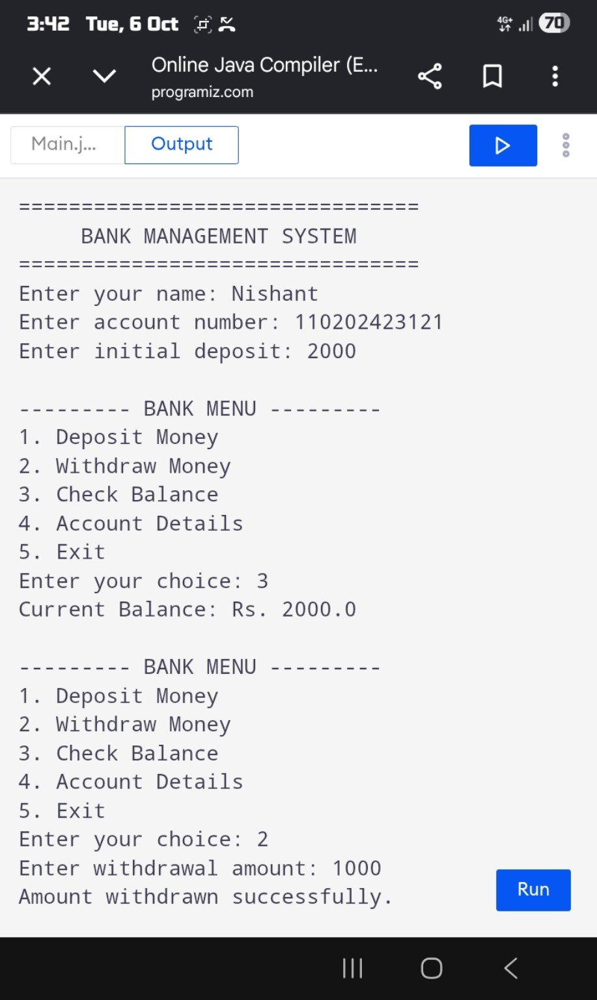 3:42 Tue, 6 Oct 4G+ 70
Online Java Compiler (E...
programiz.com
Main.j... Output
================================
BANK MANAGEMENT SYSTEM
================================
Enter your name: Nishant
Enter account number: 110202423121
Enter initial deposit: 2000
--------- BANK MENU ---------
1. Deposit Money
2. Withdraw Money
3. Check Balance
4. Account Details
5. Exit
Enter your choice: 3
Current Balance: Rs. 2000.0
--------- BANK MENU ---------
1. Deposit Money
2. Withdraw Money
3. Check Balance
4. Account Details
5. Exit
Enter your choice: 2
Enter withdrawal amount: 1000
Amount withdrawn successfully.
Run